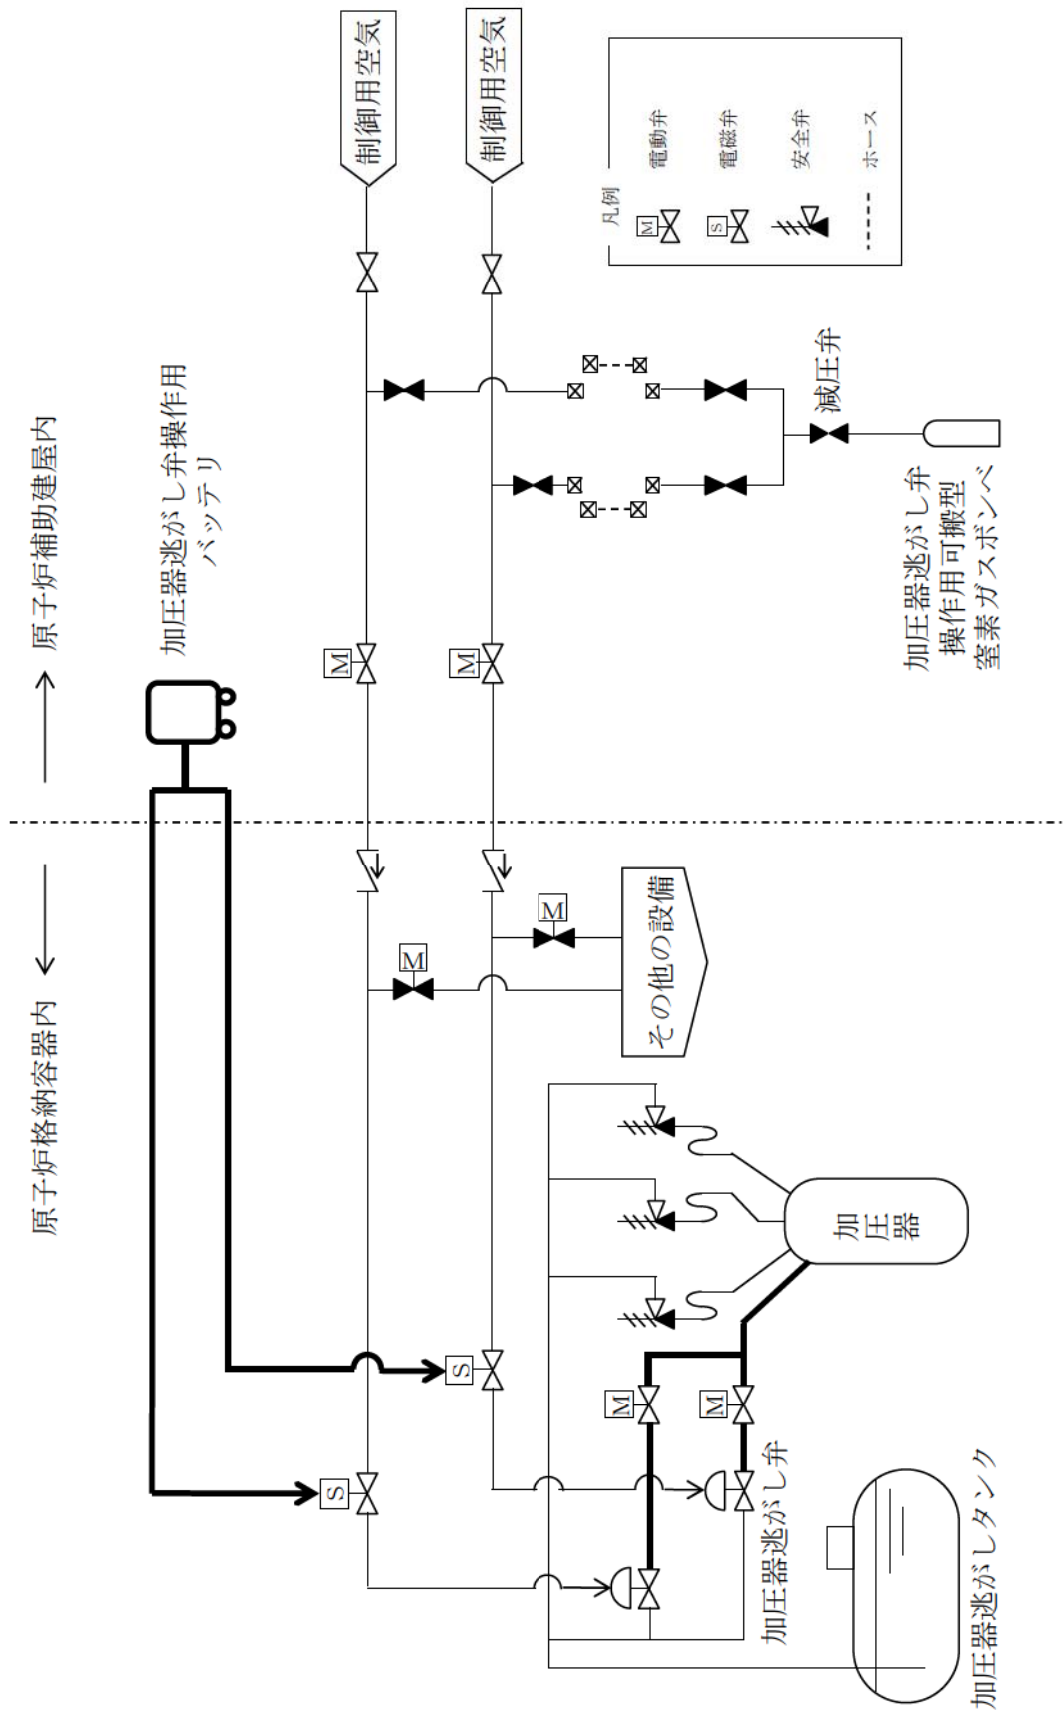 原子炉格納容器内
原子炉補助建屋内
加圧器逃がし弁操作用
バッテリ
制御用空気
制御用空気
S
S
M
M
M
M
その他の設備
M
M
加圧器逃がし弁
加圧器
加圧器逃がしタンク
減圧弁
加圧器逃がし弁
操作用可搬型
窒素ガスボンベ
凡例
M 電動弁
S 電磁弁
安全弁
ホース